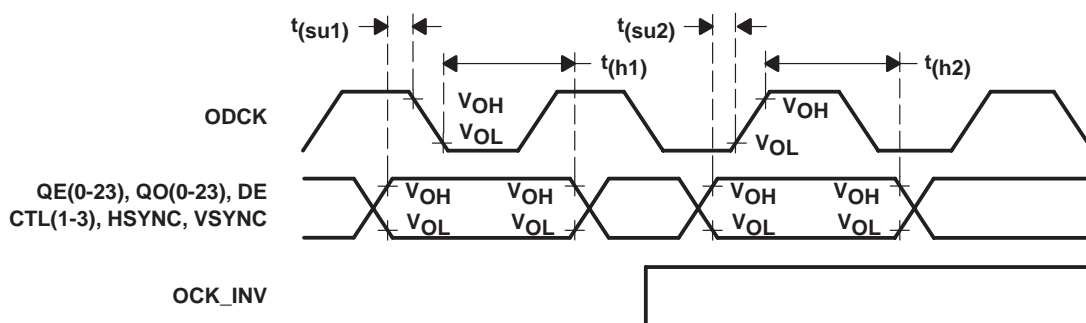 t(su1)
t(su2)
t(h1)
t(h2)
ODCK
VOH
VOL
VOH
VOL
QE(0-23), QO(0-23), DE
CTL(1-3), HSYNC, VSYNC
VOH
VOH
VOH
VOH
VOL
VOL
VOL
VOL
OCK_INV